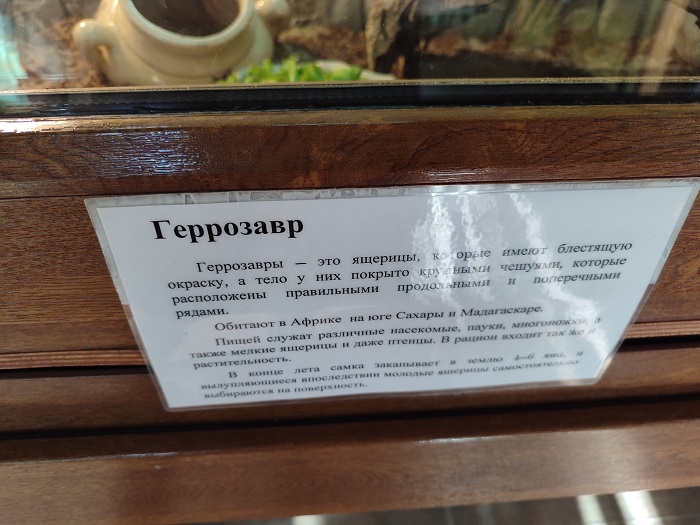 Геррозавр
Геррозавры – это ящерицы, которые имеют блестящую
окраску, а тело у них покрыто крупными чешуями, которые
расположены правильными продольными и поперечными
рядами.
Обитают в Африке на юге Сахары и Мадагаскаре.
Пищей служат различные насекомые, пауки, многоножки, а
также мелкие ящерицы и даже птенцы. В рацион входит так же и
растительность.
В конце лета самка закапывает в землю 4–6 яиц, и
вылупляющиеся впоследствии молодые ящерицы самостоятельно
выбираются на поверхность.